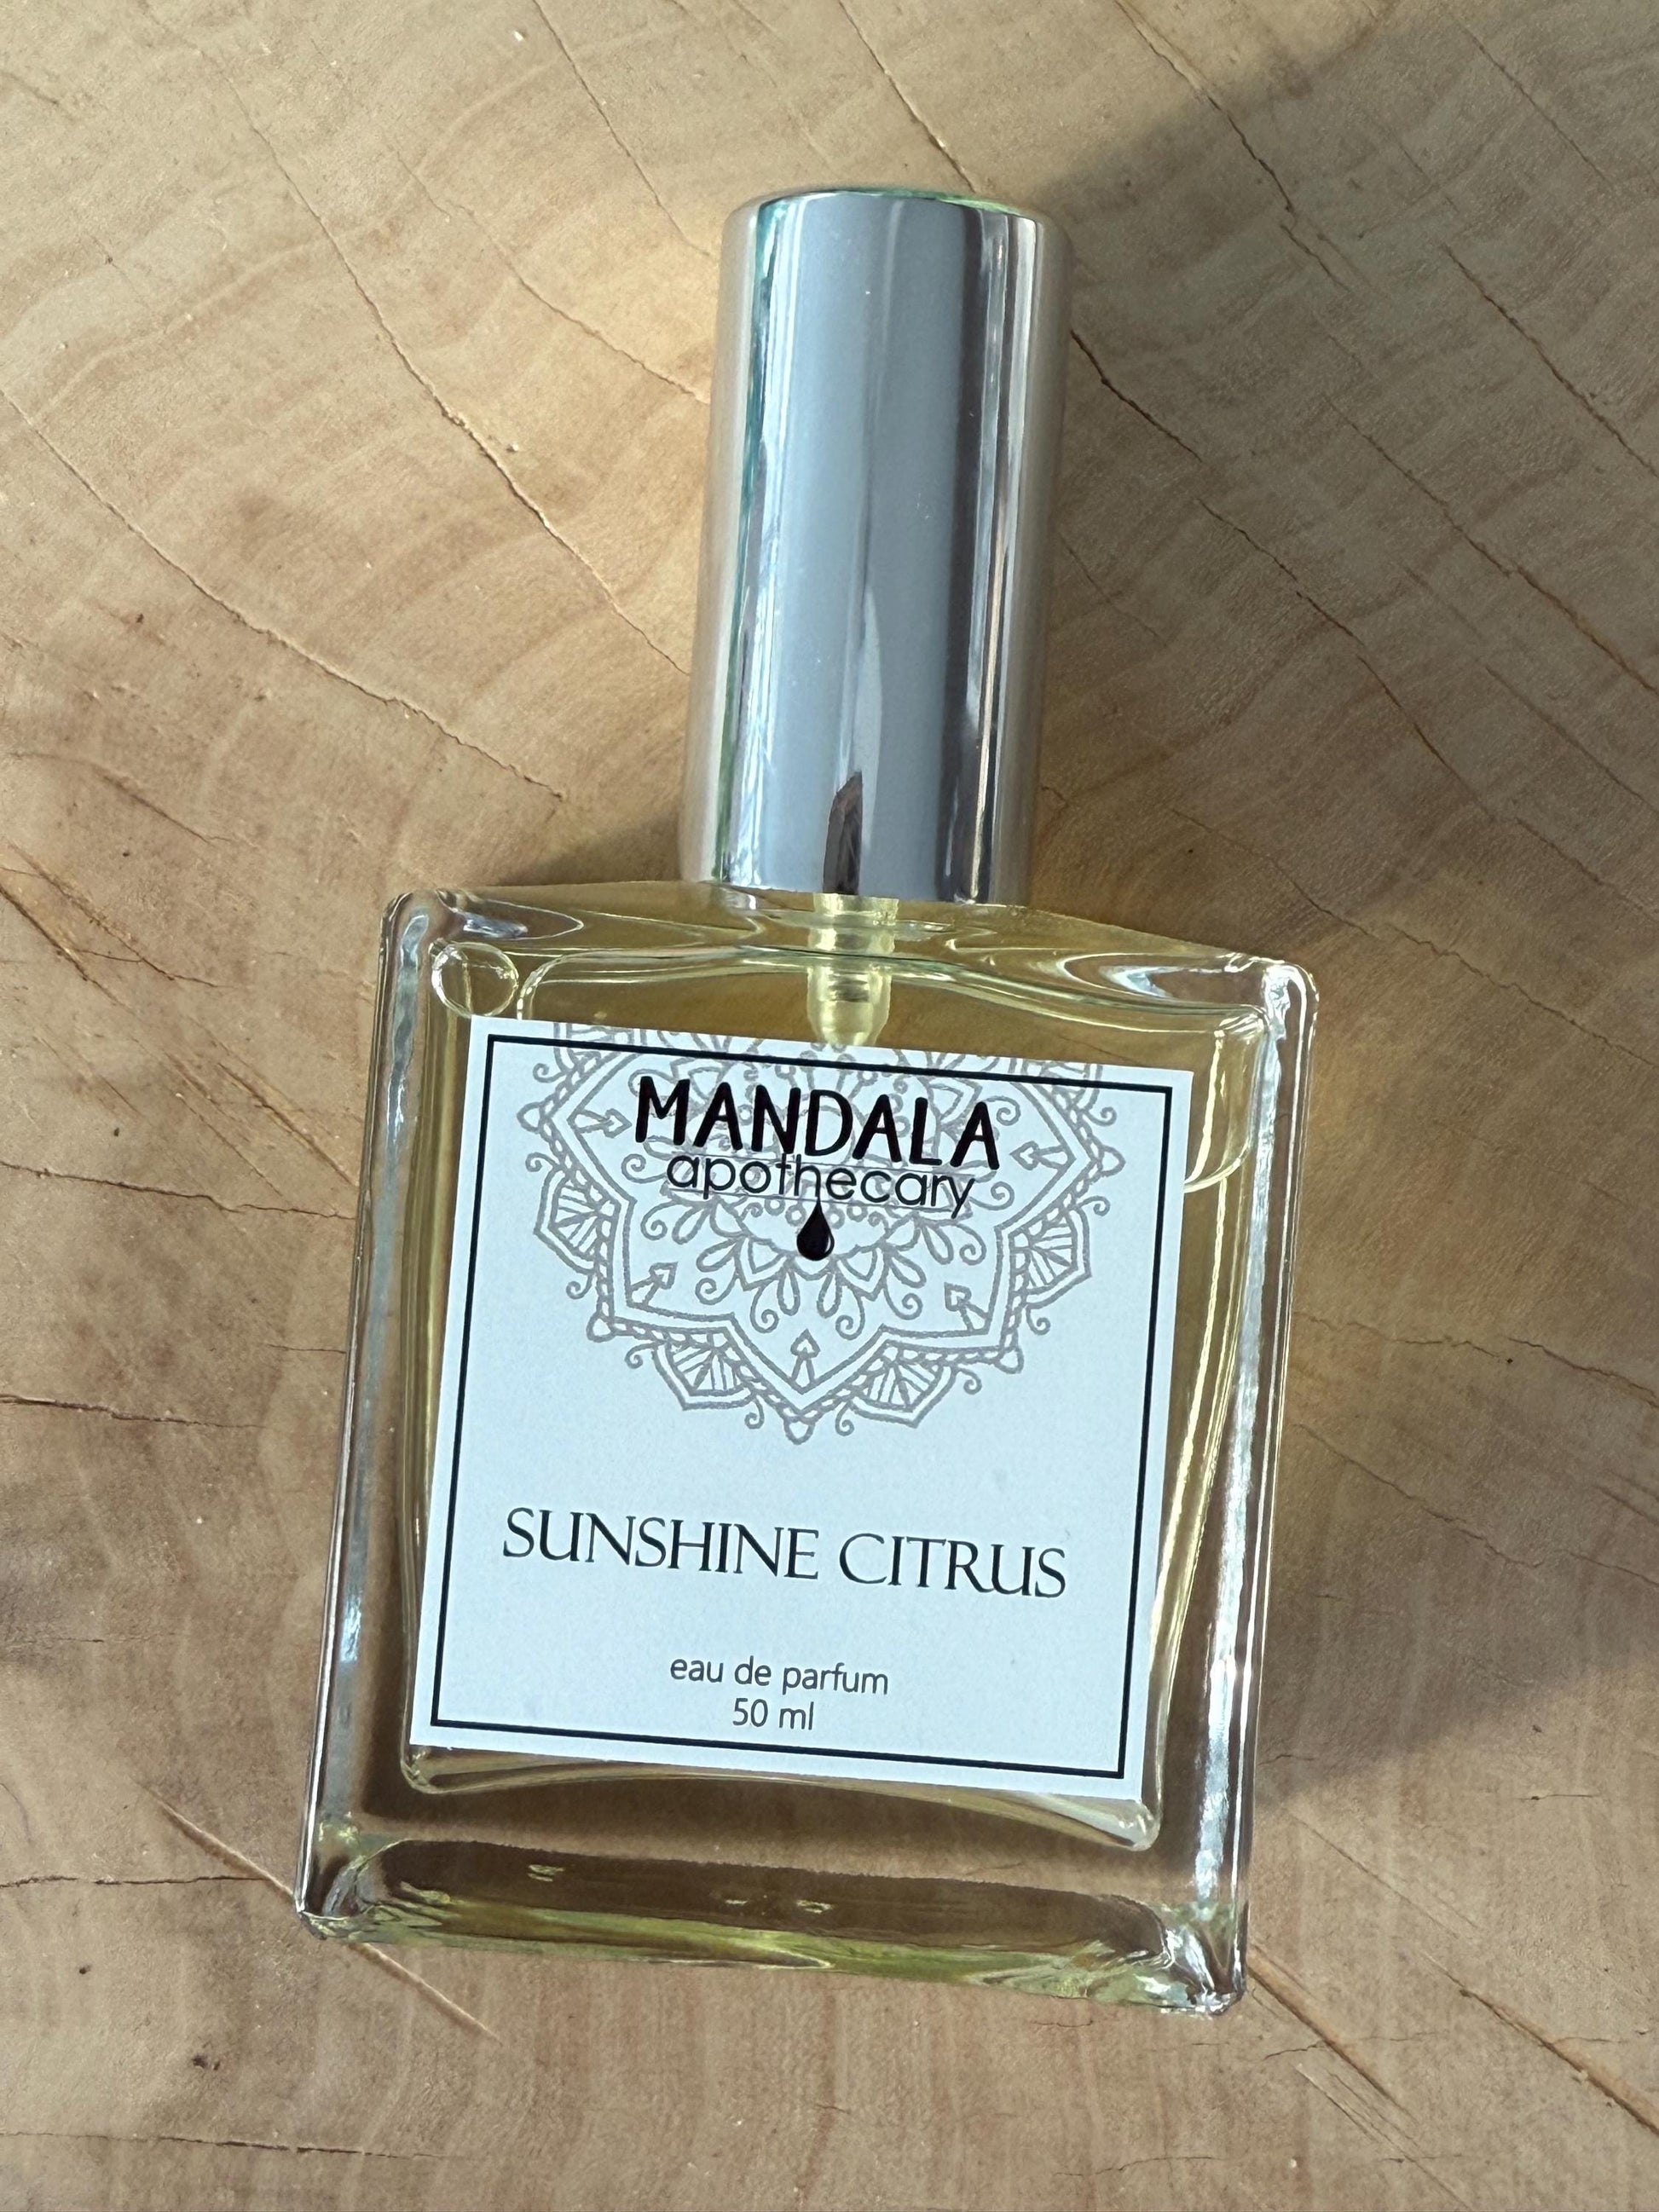 MANDALA
apothecary
SUNSHINE CITRUS
eau de parfum
50 ml